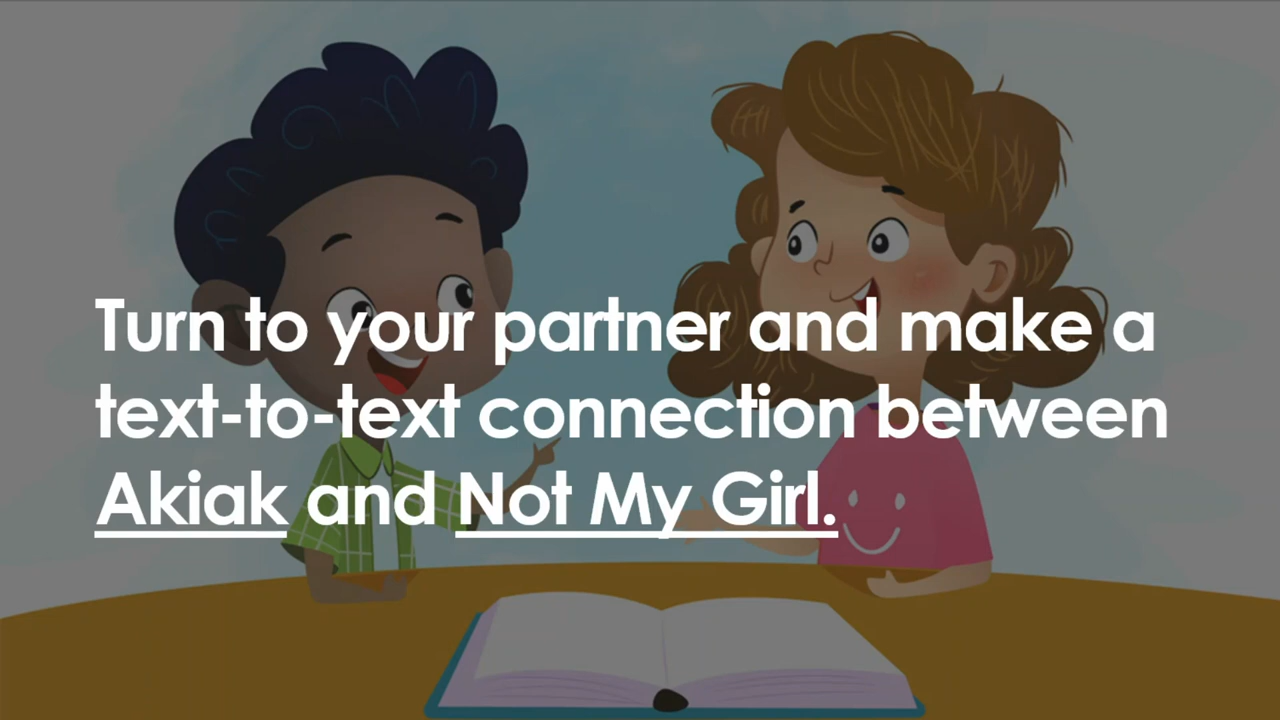 Turn to your partner and make a
text-to-text connection between
Akiak and Not My Girl.